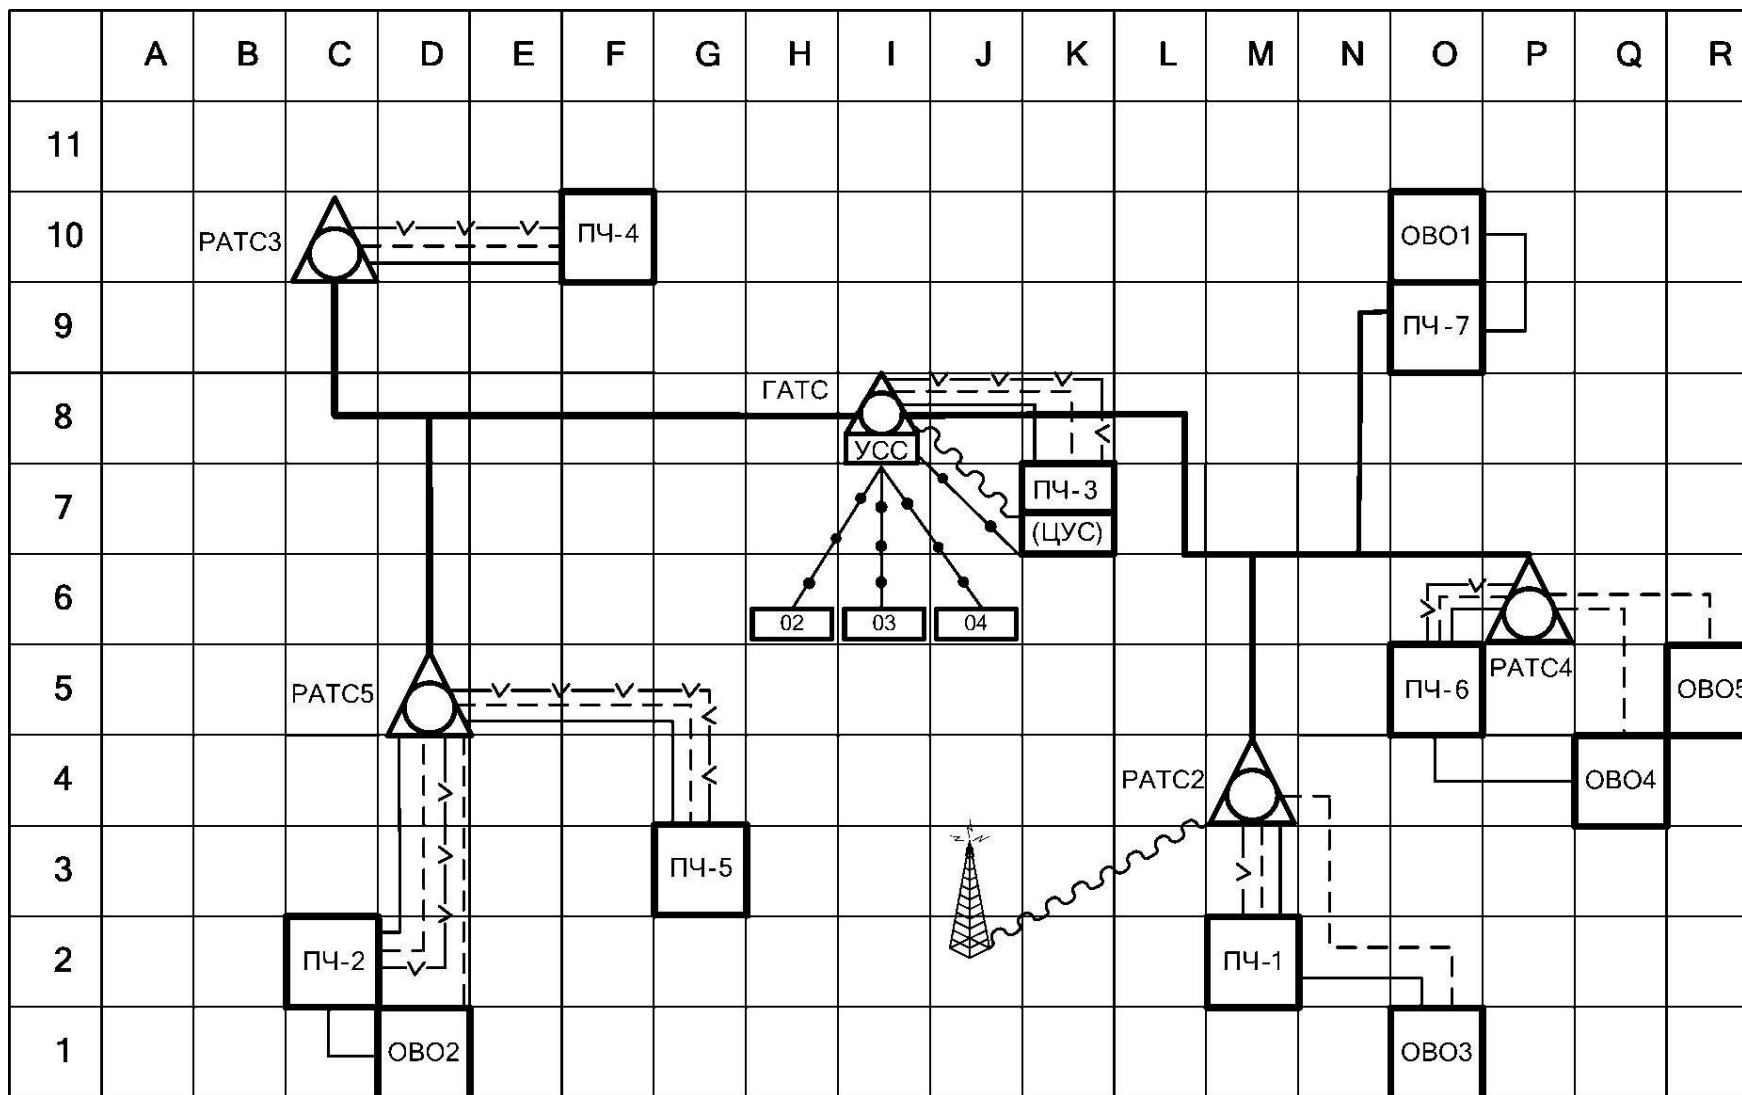 A B C D E F G H I J K L M N O P Q R
11
10 РАТС3 ПЧ-4 ОВО1
9 ПЧ-7
8 ГАТС
УСС
7 ПЧ-3
(ЦУС)
6 02 03 04
5 РАТС5 ПЧ-6 РАТС4 ОВО5
4 РАТС2 ОВО4
3 ПЧ-5
2 ПЧ-2 ПЧ-1
1 ОВО2 ОВО3